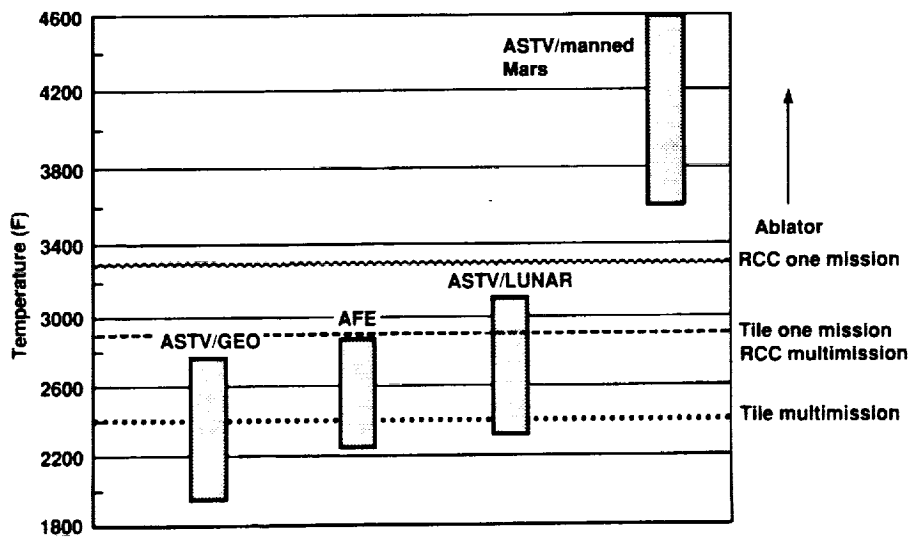 Temperature (F)
4600
4200
3800
3400
3000
2600
2200
1800
ASTV/manned
Mars
ASTV/LUNAR
AFE
ASTV/GEO
Ablator
RCC one mission
Tile one mission
RCC multimission
Tile multimission